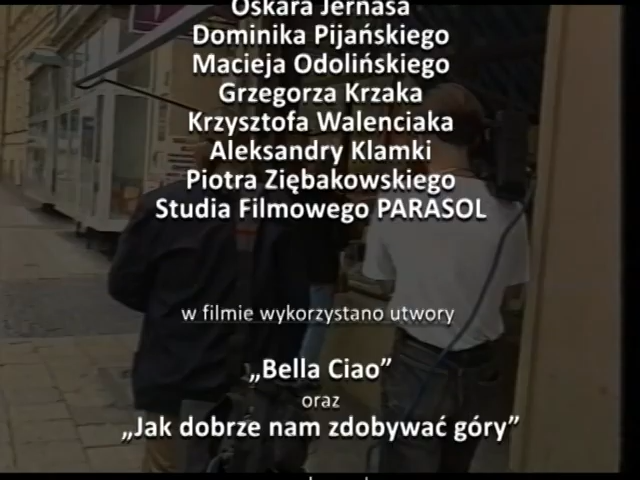 Oskara Jernasa
Dominika Pijańskiego
Macieja Odolińskiego
Grzegorza Krzaka
Krzysztofa Walenciaka
Aleksandry Klamki
Piotra Ziębakowskiego
Studia Filmowego PARASOL
w filmie wykorzystano utwory
„Bella Ciao”
oraz
„Jak dobrze nam zdobywać góry”